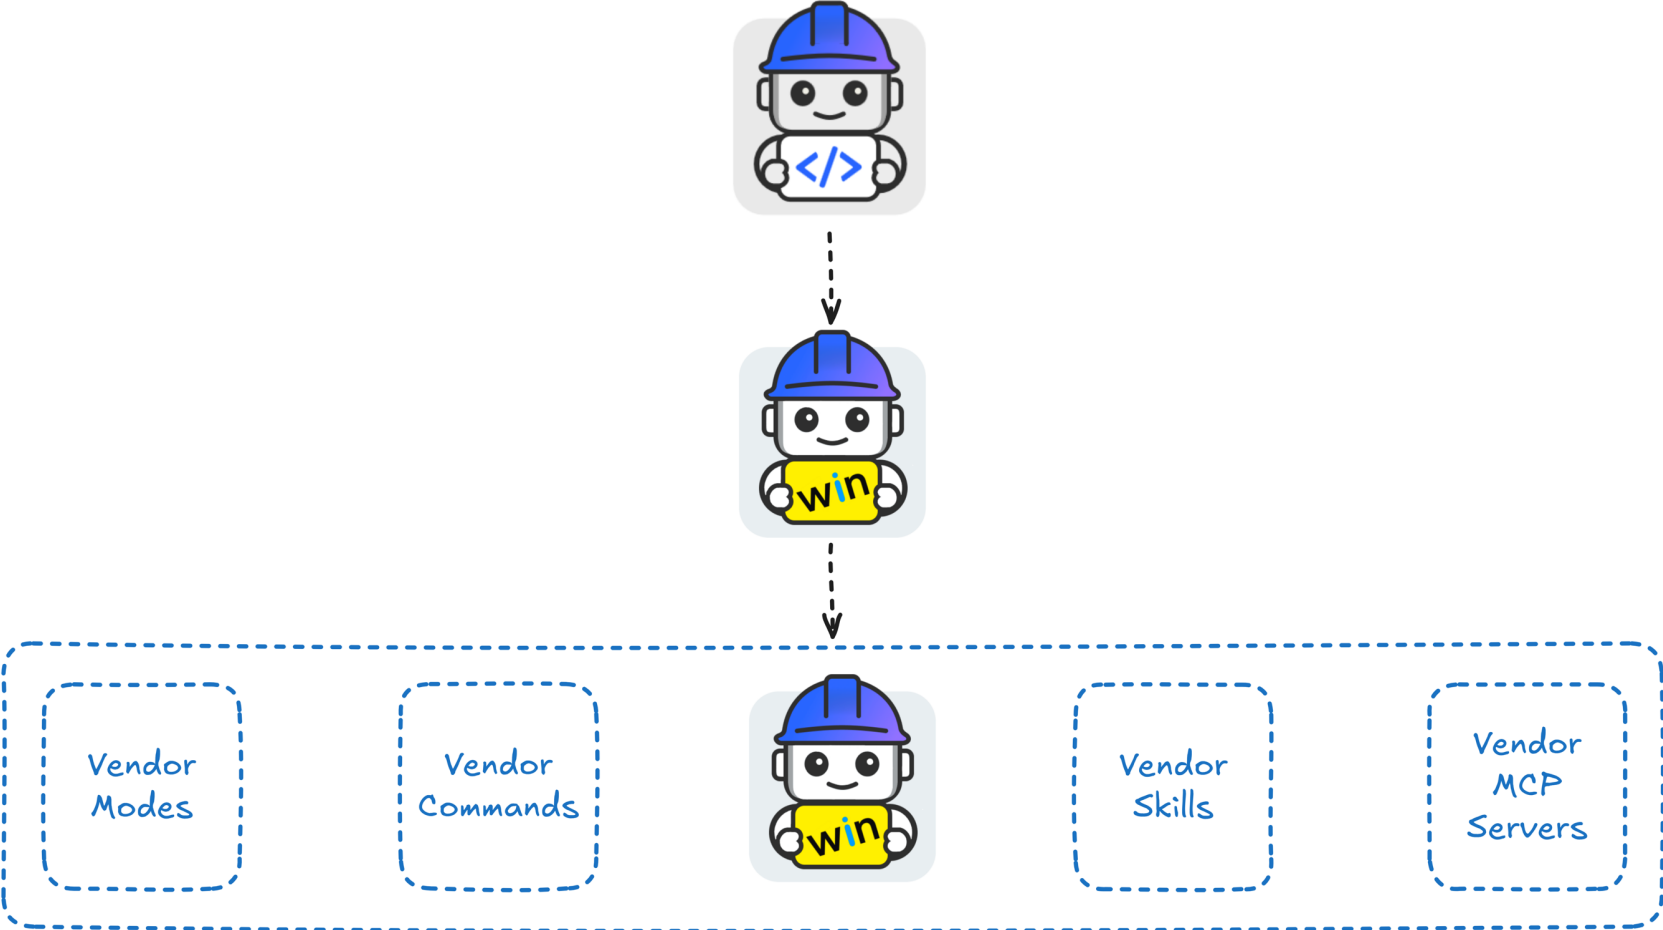 </>
win
Vendor
Modes
Vendor
Commands
win
Vendor
Skills
Vendor
MCP
Servers